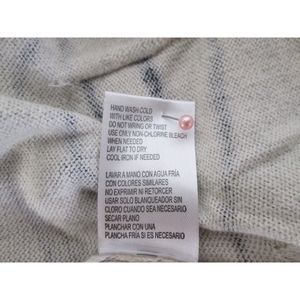 HAND WASH COLD
WITH LIKE COLORS
DO NOT WRING OR TWIST
USE ONLY NON-CHLORINE BLEACH
WHEN NEEDED
LAY FLAT TO DRY
COOL IRON IF NEEDED
LAVAR A MANO CON AGUA FRÍA
CON COLORES SIMILARES
NO EXPRIMIR NI RETORCER
USAR SOLO BLANQUEADOR SIN
CLORO CUANDO SEA NECESARIO
SECAR PLANO
PLANCHAR CON UNA
PLANCHA FRIA SI ES NECESARIO